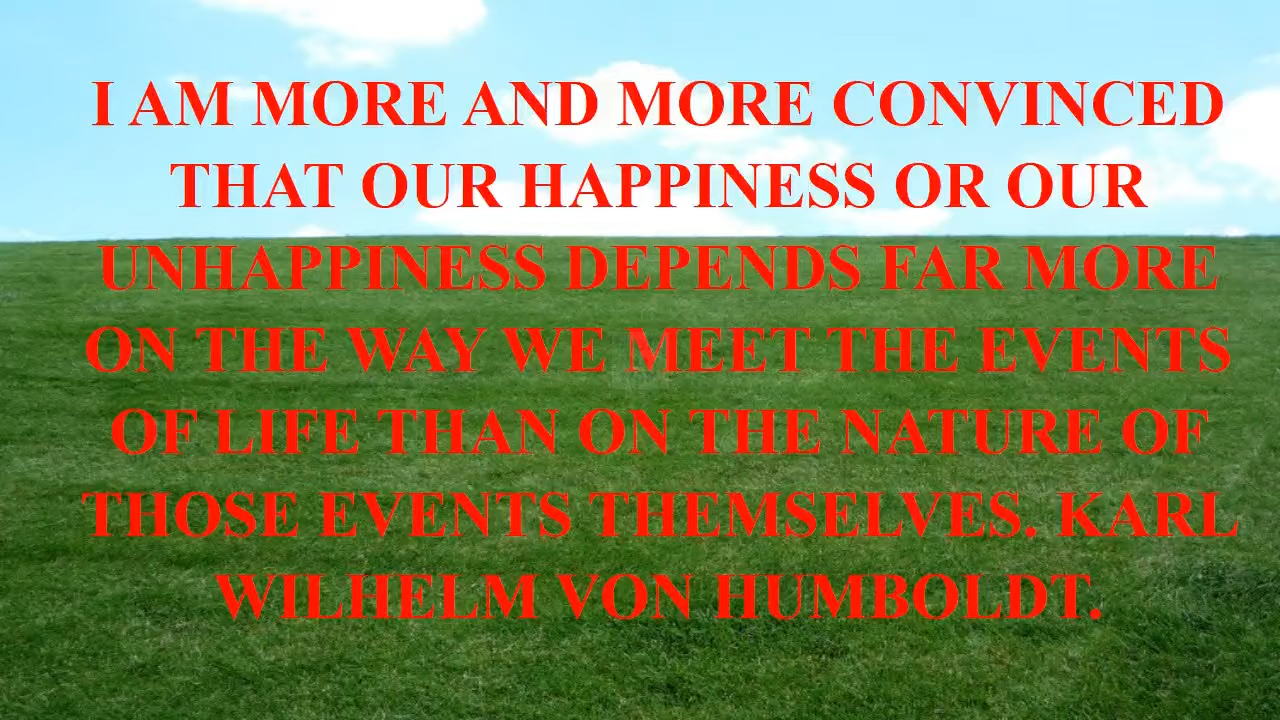 I AM MORE AND MORE CONVINCED
THAT OUR HAPPINESS OR OUR
UNHAPPINESS DEPENDS FAR MORE
ON THE WAY WE MEET THE EVENTS
OF LIFE THAN ON THE NATURE OF
THOSE EVENTS THEMSELVES. KARL
WILHELM VON HUMBOLDT.